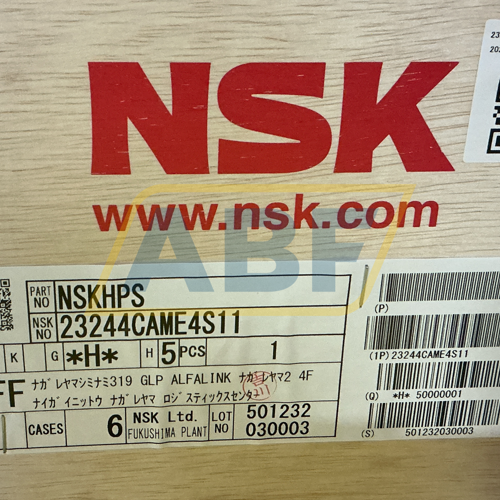 NSK
www.nsk.com
ABF
PART NO NSKHPS
NSK NO 23244CAME4S11
K G *H* H 5 PCS 1
FF ナガレヤマシミナミ319 GLP ALFALINK ナガレヤマ2 4F
ナイガイニットウ ナガレヤマ ロジスティックスセンタ
CASES 6 NSK Ltd. FUKUSHIMA PLANT LOT NO 501232 030003
(P)
(1P) 23244CAME4S11
(Q) *H* 50000001
(S) 501232030003